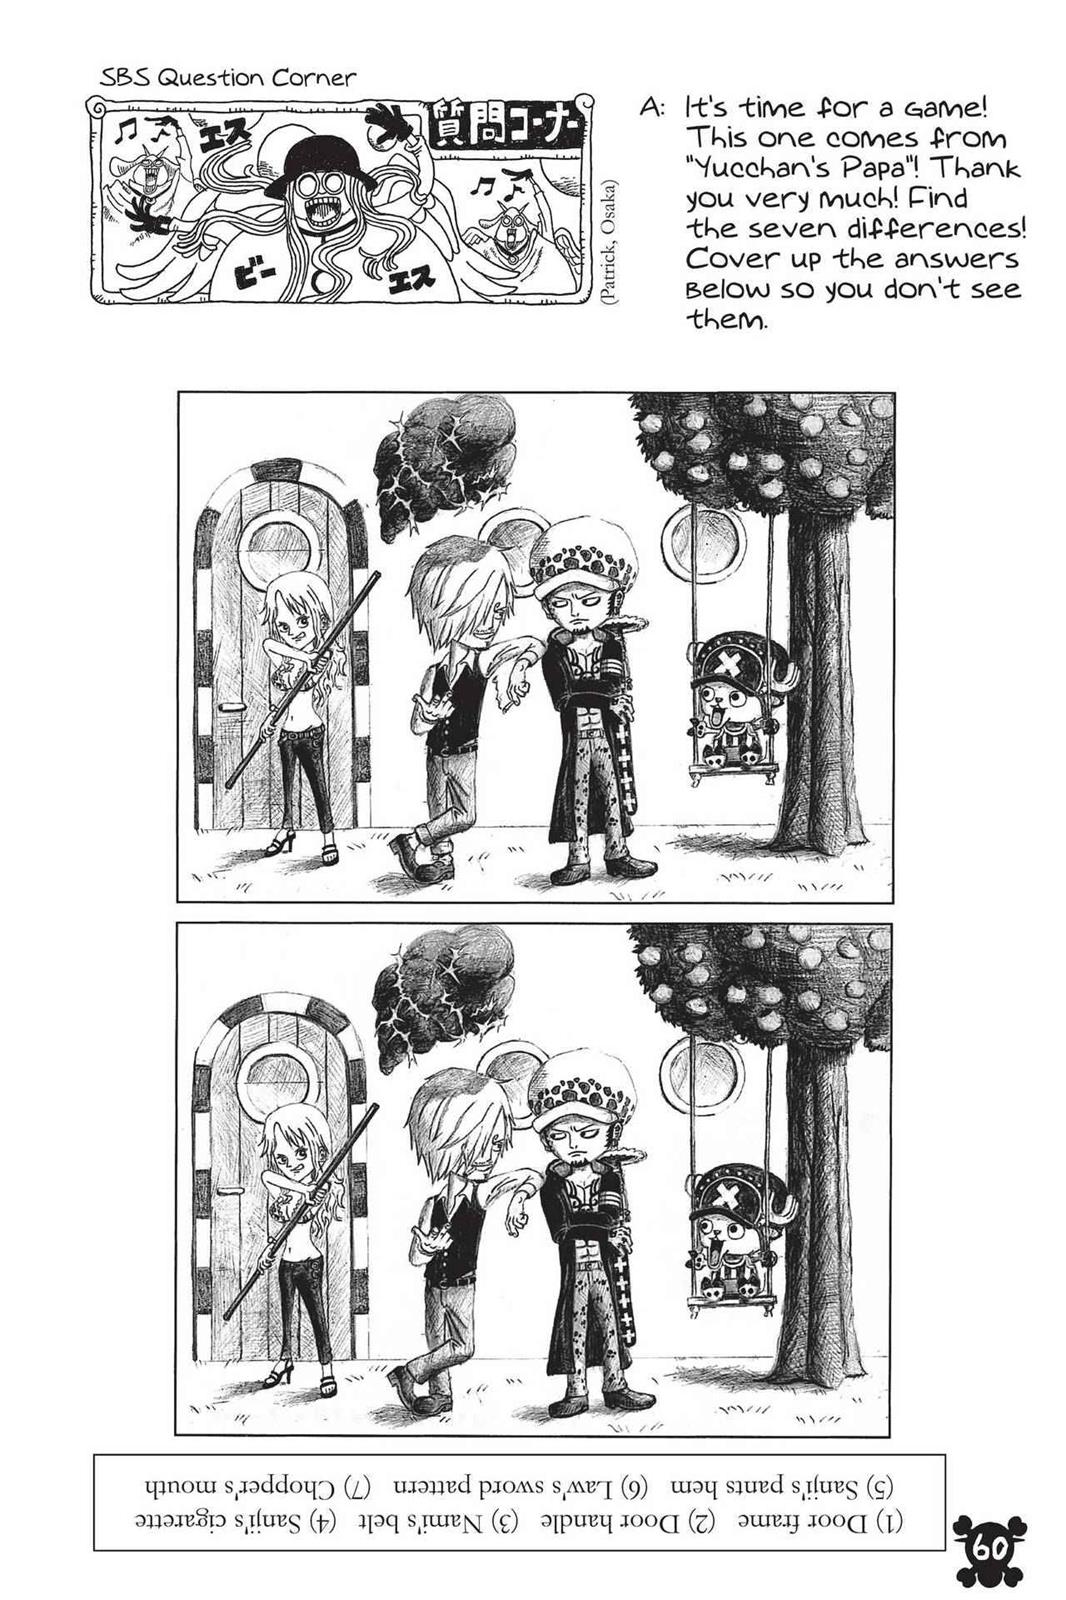 SBS Question Corner
質問コーナー
エース
ビー
エス
(Patrick, Osaka)
A: It's time for a game!
This one comes from
"Yucchan's Papa"! Thank
you very much! Find
the seven differences!
Cover up the answers
below so you don't see
them.
(1) Door frame (2) Door handle (3) Nami's belt (4) Sanji's cigarette
(5) Sanji's pants hem (6) Law's sword pattern (7) Chopper's mouth
60